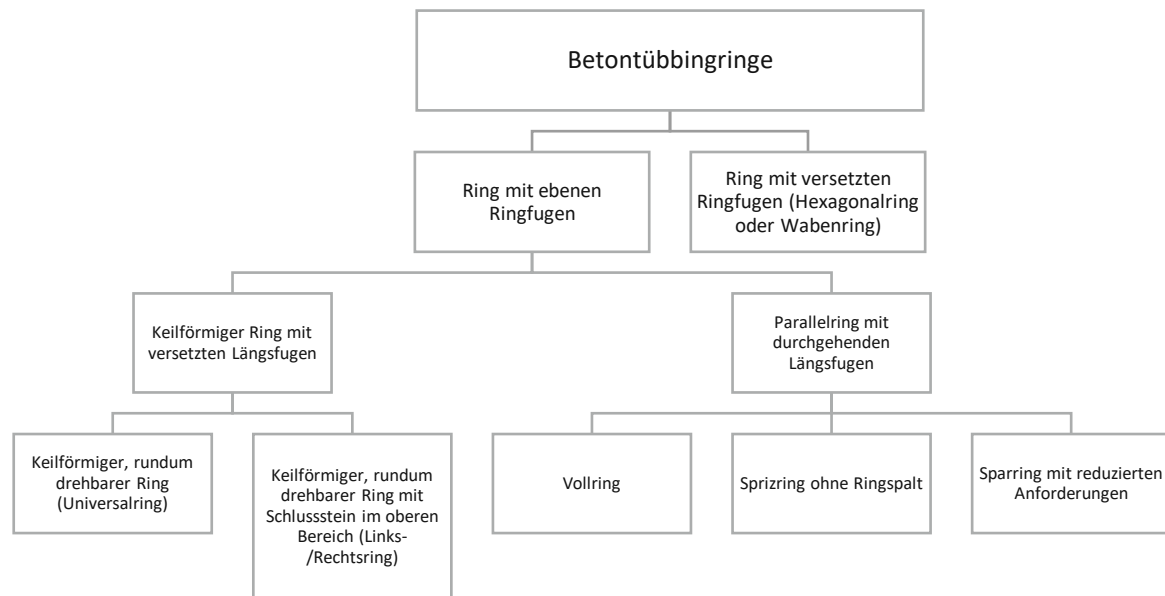 Betontübbingringe
Ring mit ebenen
Ringfugen
Ring mit versetzten
Ringfugen (Hexagonalring
oder Wabenring)
Keilförmiger Ring mit
versetzten Längsfugen
Parallelring mit
durchgehenden
Längsfugen
Keilförmiger, rundum
drehbarer Ring
(Universalring)
Keilförmiger, rundum
drehbarer Ring mit
Schlussstein im oberen
Bereich (Links-
/Rechtsring)
Vollring
Sprizring ohne Ringspalt
Sparring mit reduzierten
Anforderungen